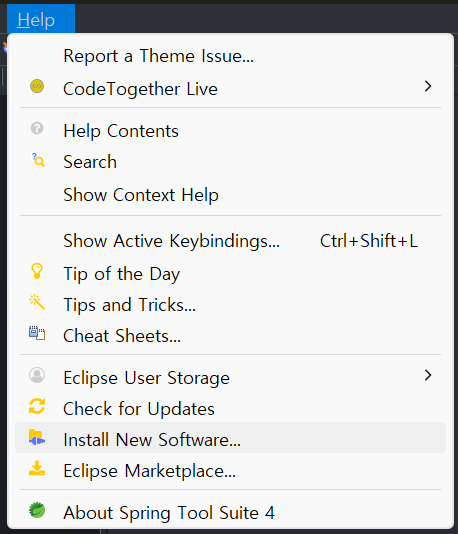 Help
Report a Theme Issue...
CodeTogether Live
Help Contents
Search
Show Context Help
Show Active Keybindings... Ctrl+Shift+L
Tip of the Day
Tips and Tricks...
Cheat Sheets...
Eclipse User Storage
Check for Updates
Install New Software...
Eclipse Marketplace...
About Spring Tool Suite 4